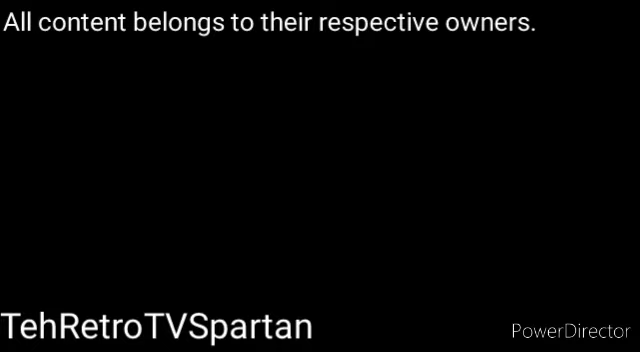 All content belongs to their respective owners.
TehRetroTVSpartan
PowerDirector